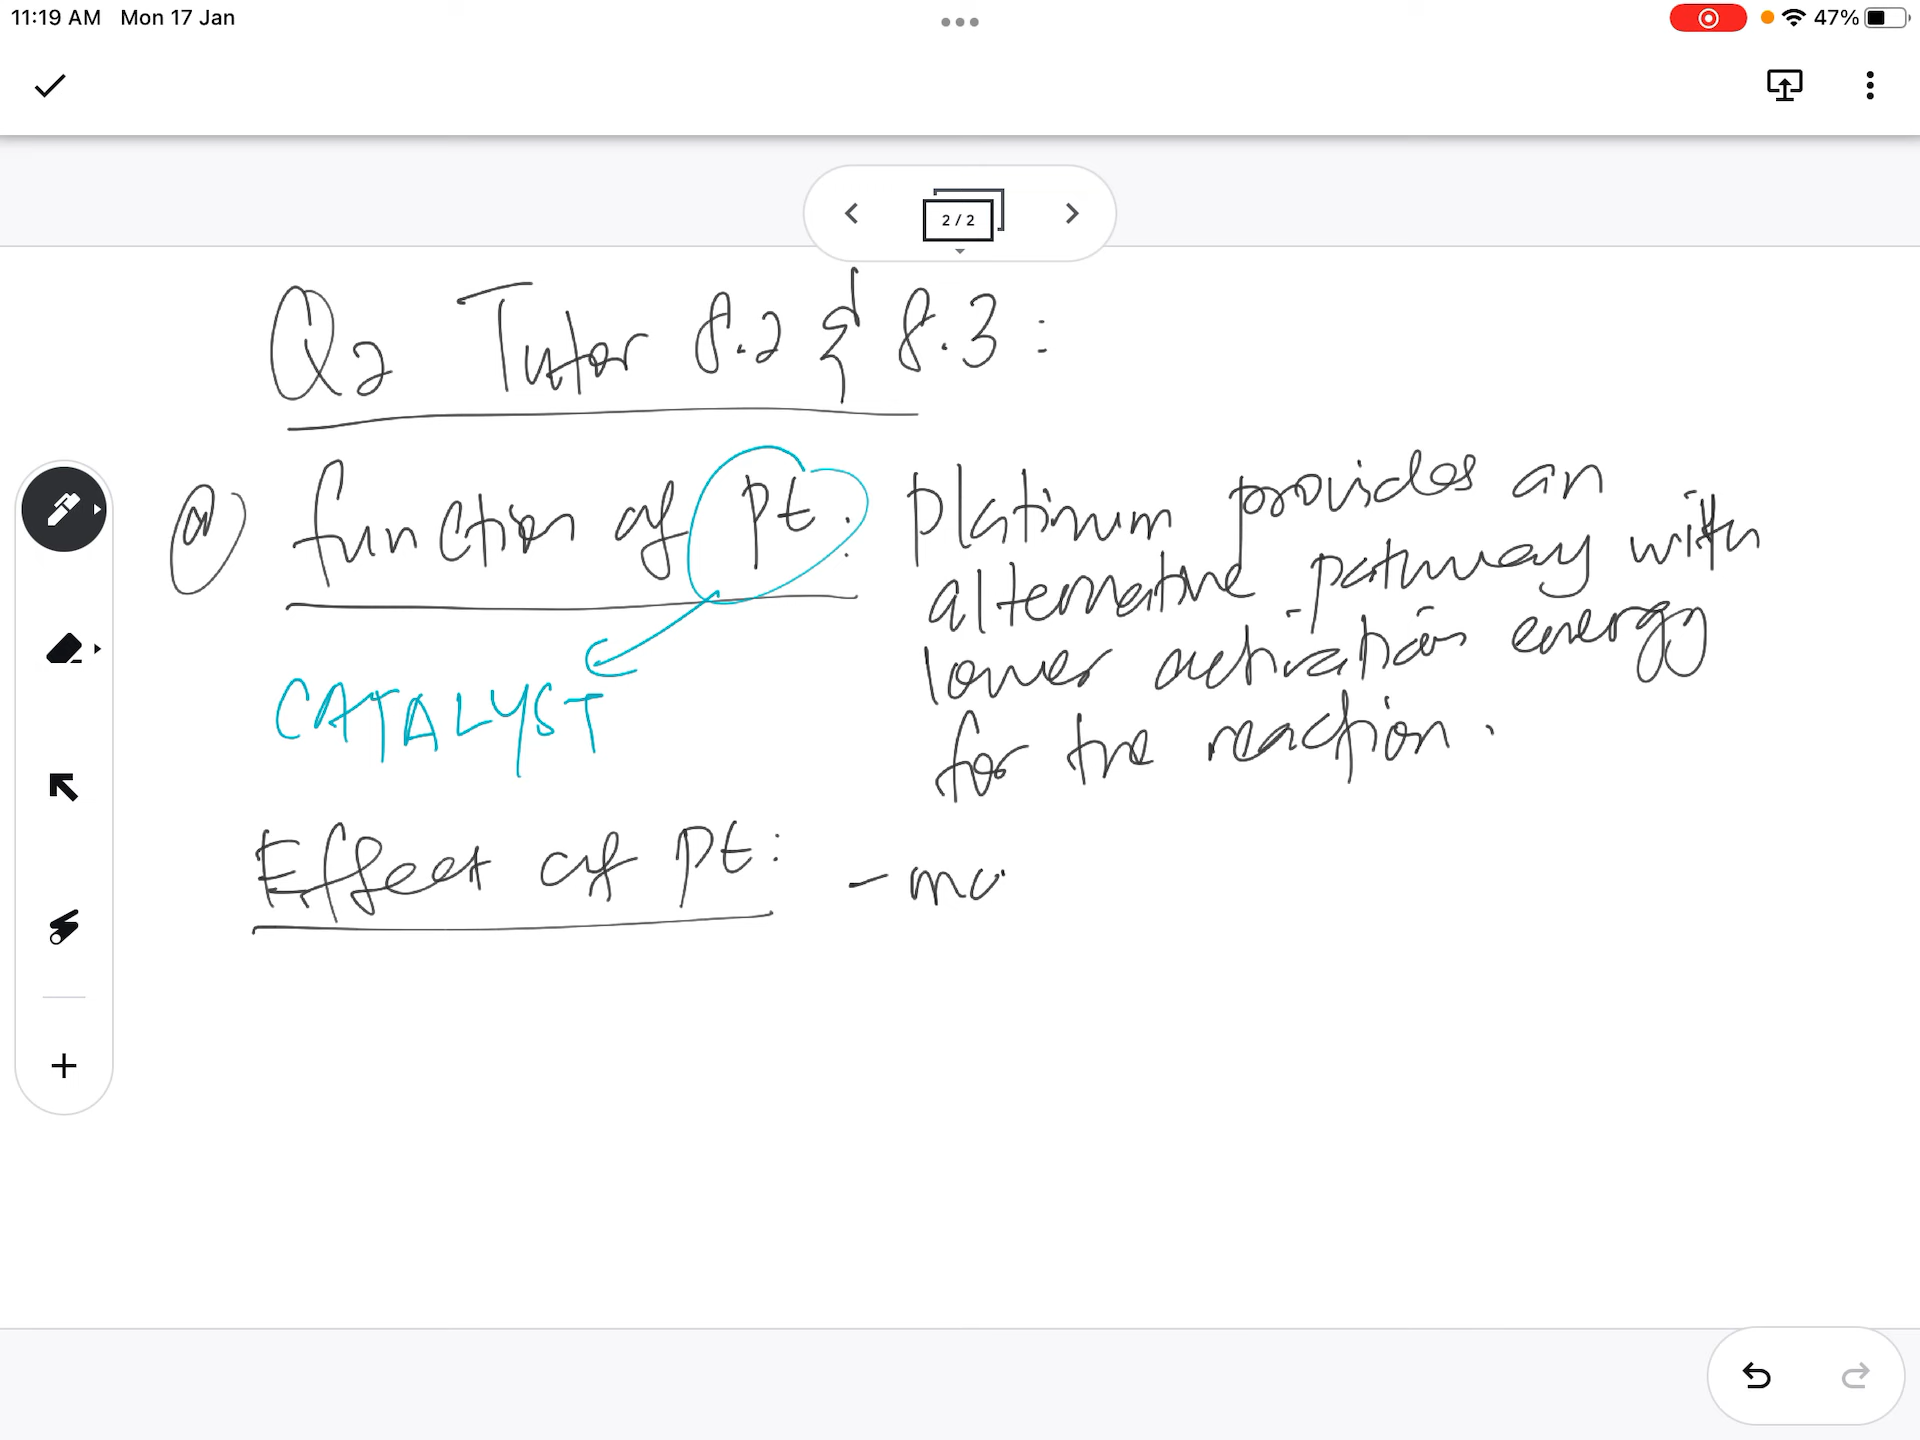 11:19 AM Mon 17 Jan
47%
2 / 2
Q2 Tutor 8.2 & 8.3 :
a) function of Pt : Platinum provides an
alternative pathway with
lower activation energy
for the reaction.
CATALYST
Effect of Pt : - mo